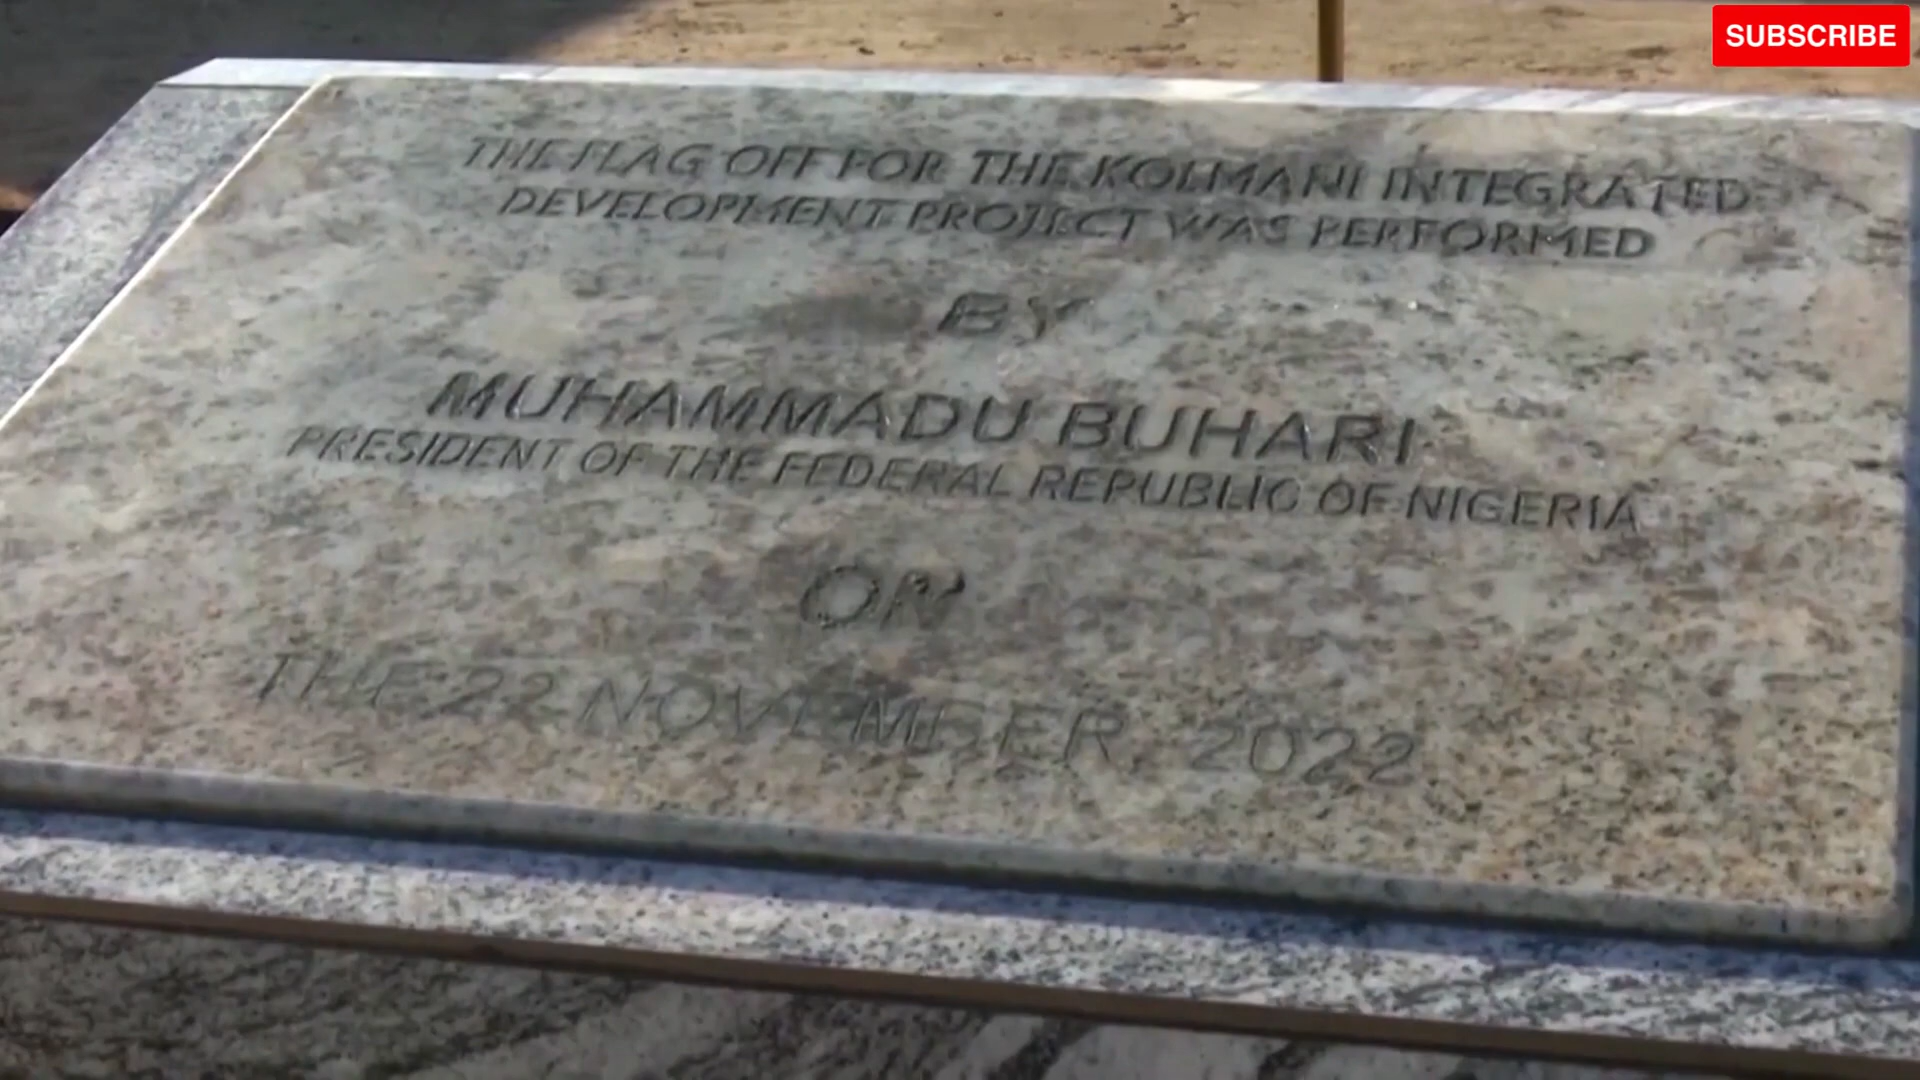 SUBSCRIBE
THE FLAG OFF FOR THE KOLMANI INTEGRATED
DEVELOPMENT PROJECT WAS PERFORMED
BY
MUHAMMADU BUHARI
PRESIDENT OF THE FEDERAL REPUBLIC OF NIGERIA
ON
THE 22 NOVEMBER, 2022